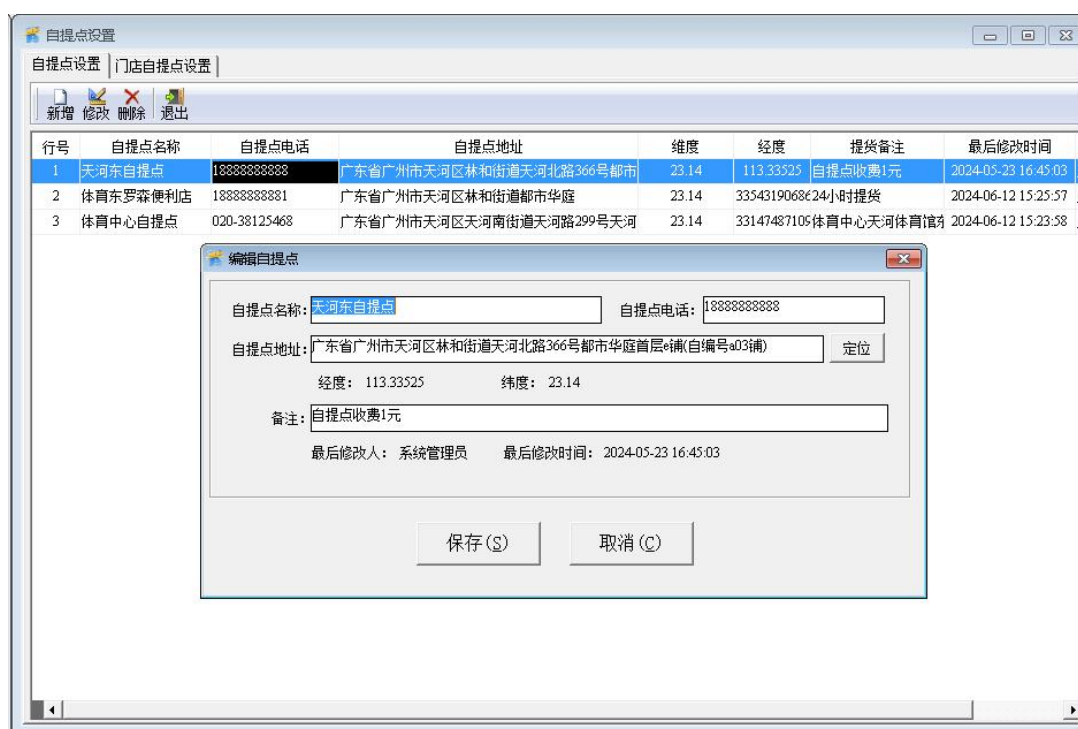 自提点设置
自提点设置 门店自提点设置
新增 修改 删除 退出
行号 自提点名称 自提点电话 自提点地址 维度 经度 提货备注 最后修改时间
1 天河东自提点 18888888888 广东省广州市天河区林和街道天河北路366号都市 23.14 113.33525 自提点收费1元 2024-05-23 16:45:03
2 体育东罗森便利店 18888888881 广东省广州市天河区林和街道都市华庭 23.14 335431906 24小时提货 2024-06-12 15:25:57
3 体育中心自提点 020-38125468 广东省广州市天河区天河南街道天河路299号天河 23.14 3314748710 体育中心天河体育馆东 2024-06-12 15:23:58
编辑自提点
自提点名称: 天河东自提点 自提点电话: 18888888888
自提点地址: 广东省广州市天河区林和街道天河北路366号都市华庭首层e铺(自编号a03铺) 定位
经度: 113.33525 纬度: 23.14
备注: 自提点收费1元
最后修改人: 系统管理员 最后修改时间: 2024-05-23 16:45:03
保存(S) 取消(C)